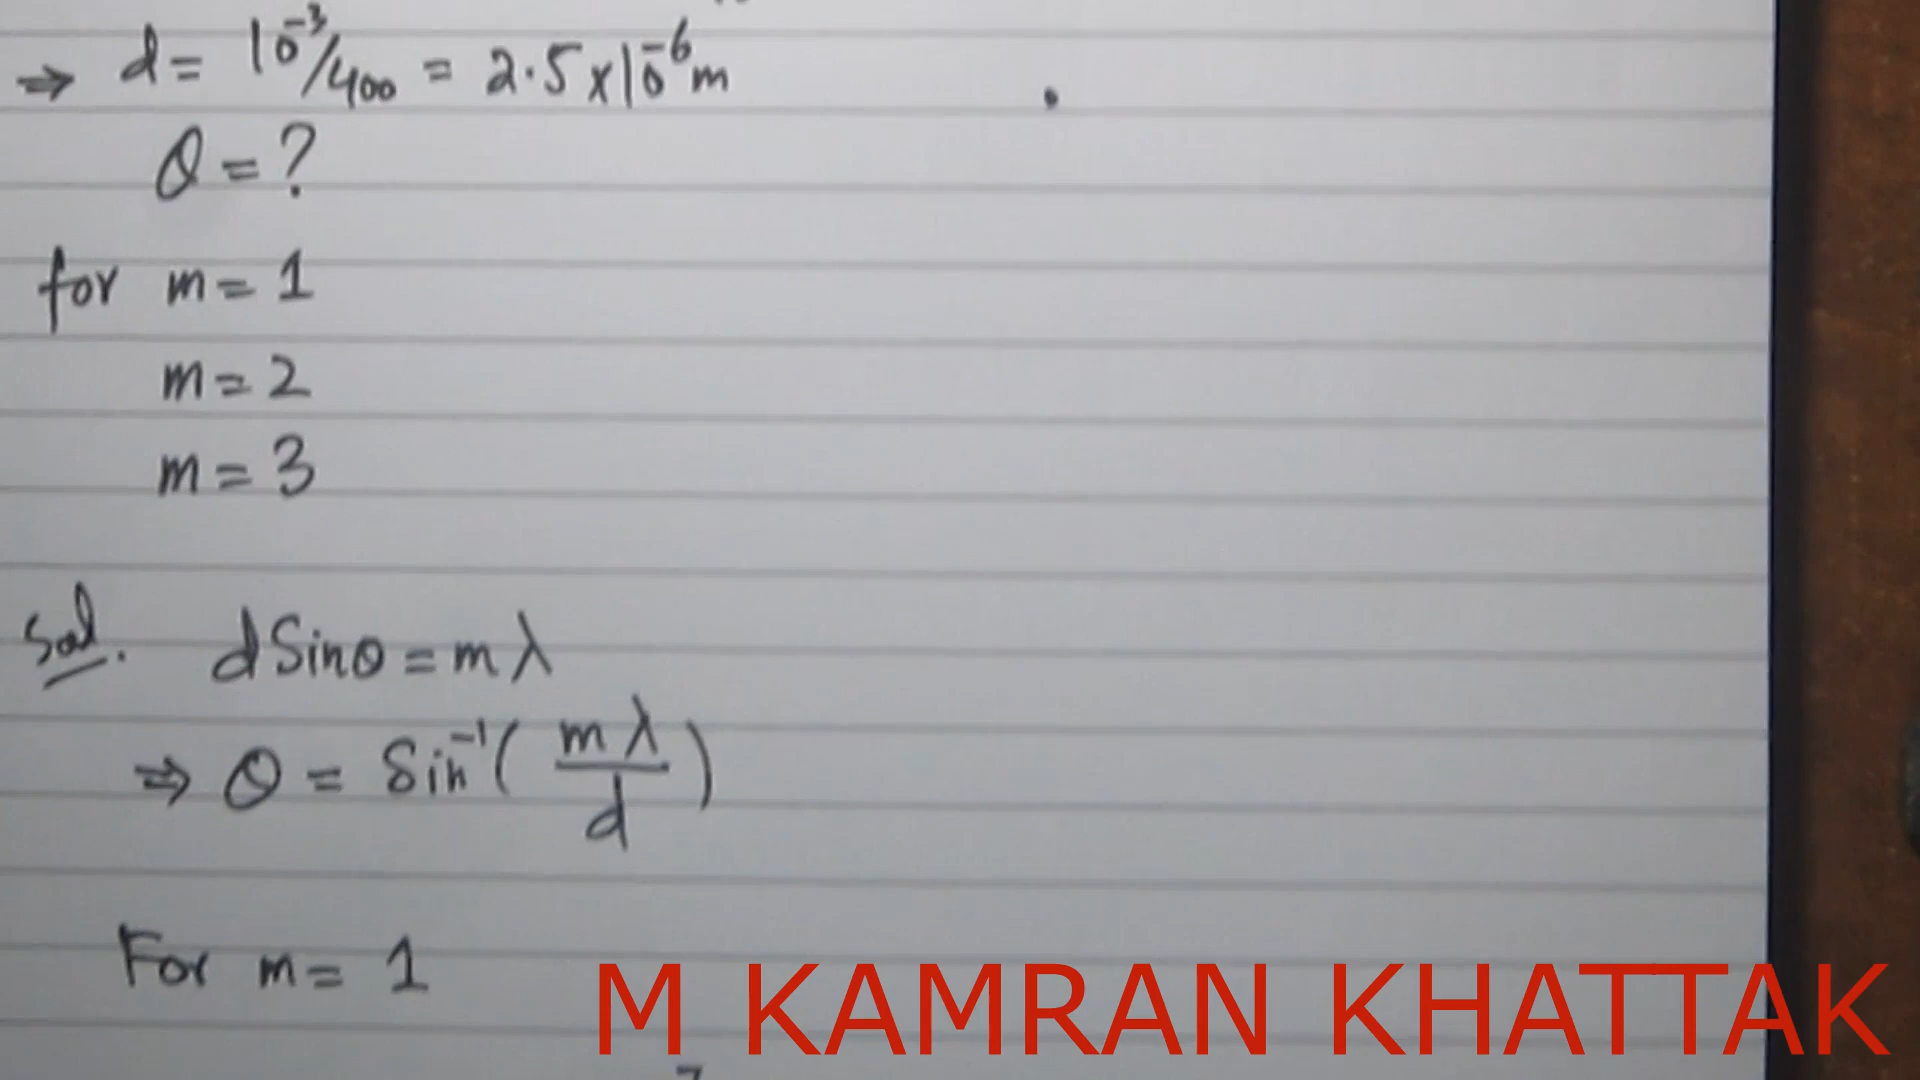 ⇒ d = 10⁻³/400 = 2.5 x 10⁻⁶ m
θ = ?
for m = 1
m = 2
m = 3
Sol. d Sinθ = m λ
⇒ θ = Sin⁻¹ ( mλ / d )
For m = 1
M KAMRAN KHATTAK